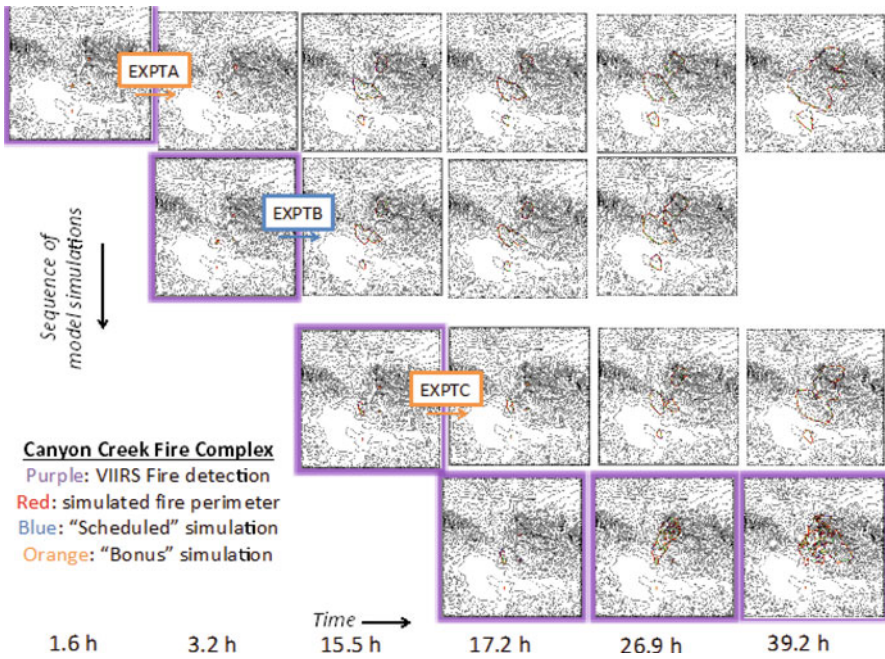 EXPTA
EXPTB
Sequence of
model simulations
EXPTC
Canyon Creek Fire Complex
Purple: VIIRS Fire detection
Red: simulated fire perimeter
Blue: “Scheduled” simulation
Orange: “Bonus” simulation
Time
1.6 h 3.2 h 15.5 h 17.2 h 26.9 h 39.2 h